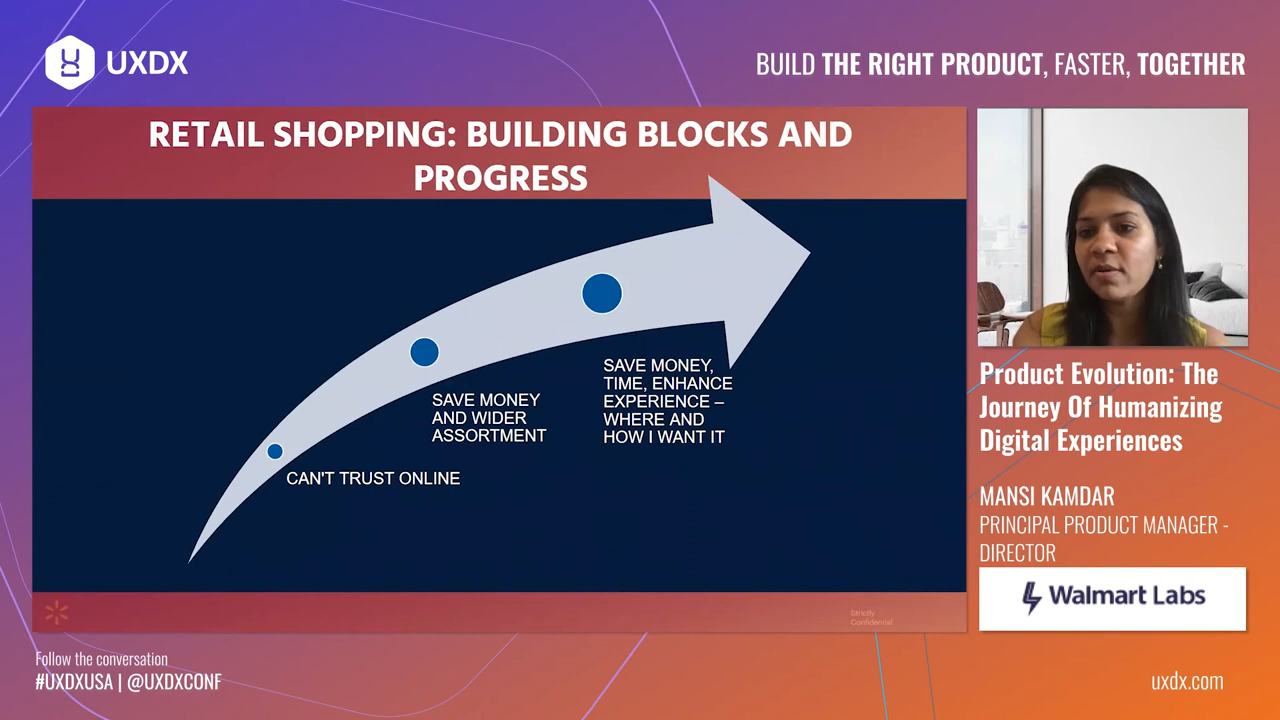 UXDX
BUILD THE RIGHT PRODUCT, FASTER, TOGETHER
RETAIL SHOPPING: BUILDING BLOCKS AND
PROGRESS
SAVE MONEY,
TIME, ENHANCE
EXPERIENCE –
WHERE AND
HOW I WANT IT
SAVE MONEY
AND WIDER
ASSORTMENT
CAN'T TRUST ONLINE
Strictly
Confidential
Product Evolution: The
Journey Of Humanizing
Digital Experiences
MANSI KAMDAR
PRINCIPAL PRODUCT MANAGER -
DIRECTOR
Walmart Labs
Follow the conversation
#UXDXUSA | @UXDXCONF
uxdx.com